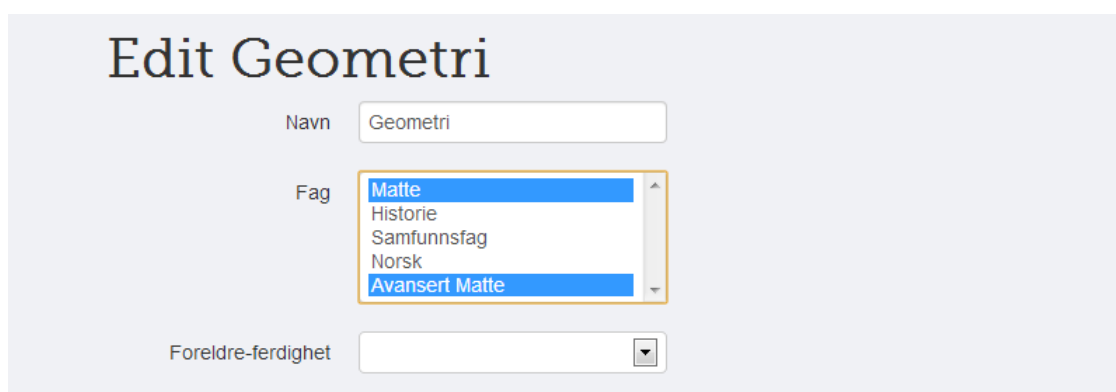 Edit Geometri
Navn Geometri
Fag Matte
Historie
Samfunnsfag
Norsk
Avansert Matte
Foreldre-ferdighet